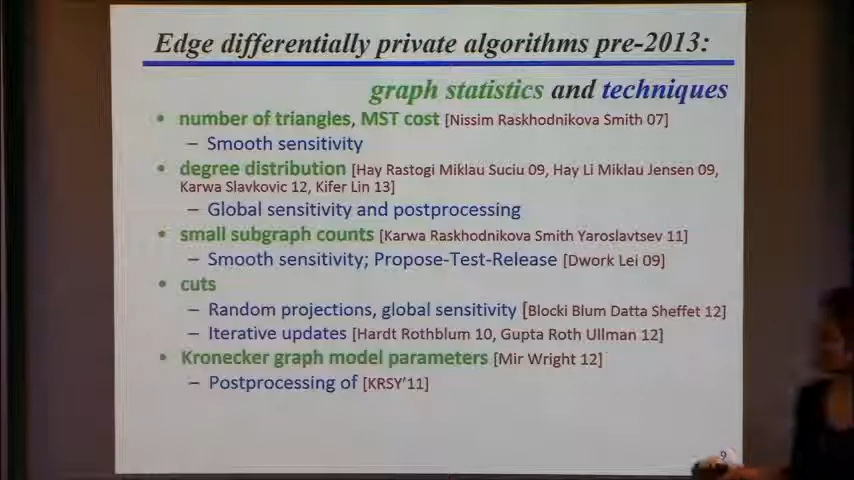 Edge differentially private algorithms pre-2013:
graph statistics and techniques
• number of triangles, MST cost [Nissim Raskhodnikova Smith 07]
– Smooth sensitivity
• degree distribution [Hay Rastogi Miklau Suciu 09, Hay Li Miklau Jensen 09,
Karwa Slavkovic 12, Kifer Lin 13]
– Global sensitivity and postprocessing
• small subgraph counts [Karwa Raskhodnikova Smith Yaroslavtsev 11]
– Smooth sensitivity; Propose-Test-Release [Dwork Lei 09]
• cuts
– Random projections, global sensitivity [Blocki Blum Datta Sheffet 12]
– Iterative updates [Hardt Rothblum 10, Gupta Roth Ullman 12]
• Kronecker graph model parameters [Mir Wright 12]
– Postprocessing of [KRSY'11]
9